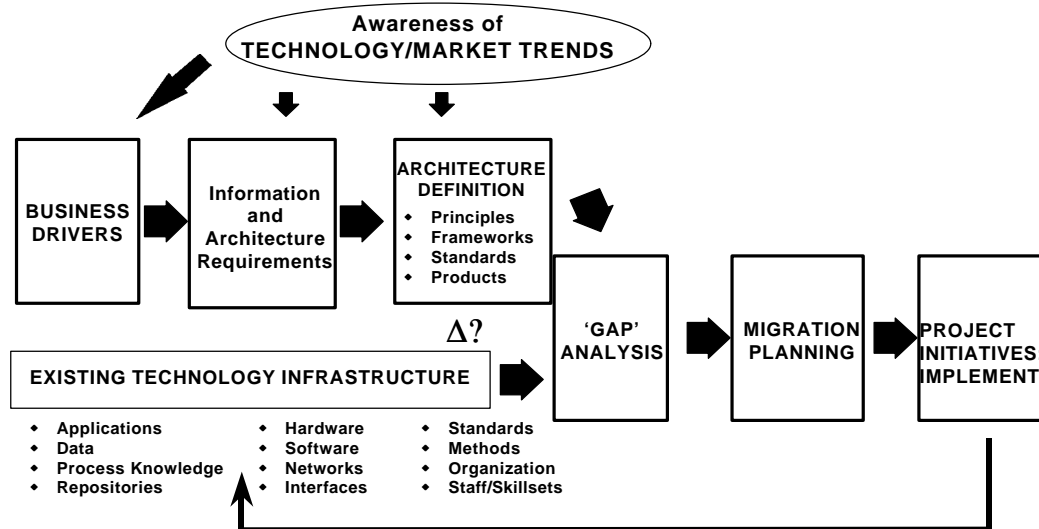 Awareness of
TECHNOLOGY/MARKET TRENDS
BUSINESS
DRIVERS
Information
and
Architecture
Requirements
ARCHITECTURE
DEFINITION
Principles
Frameworks
Standards
Products
Δ?
'GAP'
ANALYSIS
MIGRATION
PLANNING
PROJECT
INITIATIVES:
IMPLEMENT
EXISTING TECHNOLOGY INFRASTRUCTURE
Applications
Data
Process Knowledge
Repositories
Hardware
Software
Networks
Interfaces
Standards
Methods
Organization
Staff/Skillsets